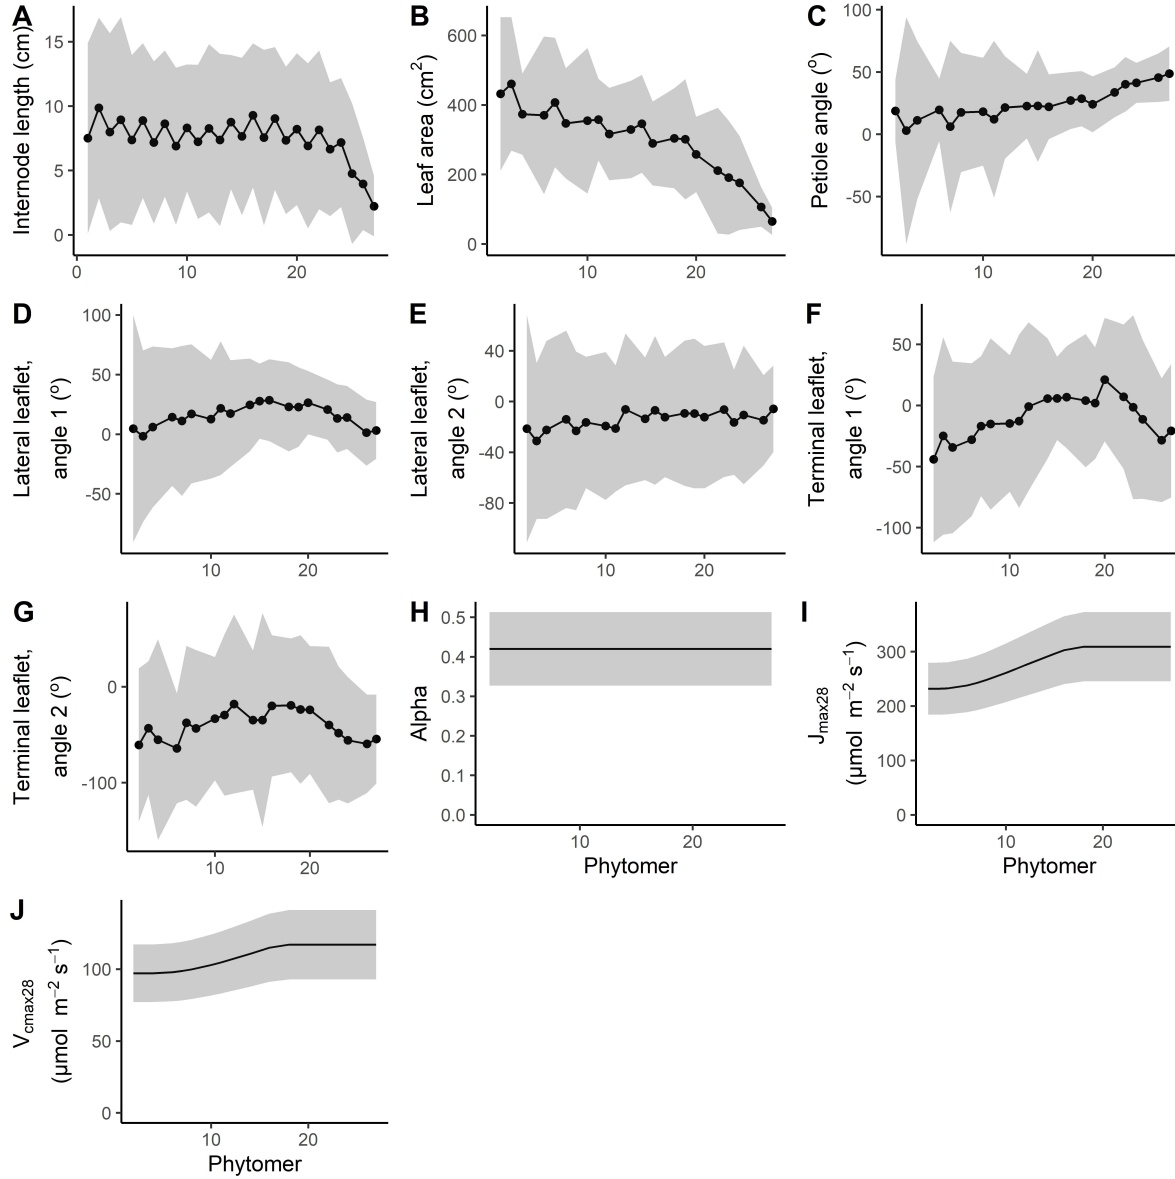 A
Internode length (cm)
15
10
5
0
0 10 20
B
Leaf area (cm²)
600
400
200
0
10 20
C
Petiole angle (°)
100
50
0
-50
10 20
D
Lateral leaflet,
angle 1 (°)
100
50
0
-50
10 20
E
Lateral leaflet,
angle 2 (°)
40
0
-40
-80
10 20
F
Terminal leaflet,
angle 1 (°)
50
0
-50
-100
10 20
G
Terminal leaflet,
angle 2 (°)
0
-100
10 20
H
Alpha
0.5
0.4
0.3
0.2
0.1
0.0
10 20
Phytomer
I
Jmax28
(µmol m⁻² s⁻¹)
300
200
100
0
10 20
Phytomer
J
Vcmax28
(µmol m⁻² s⁻¹)
100
50
0
10 20
Phytomer